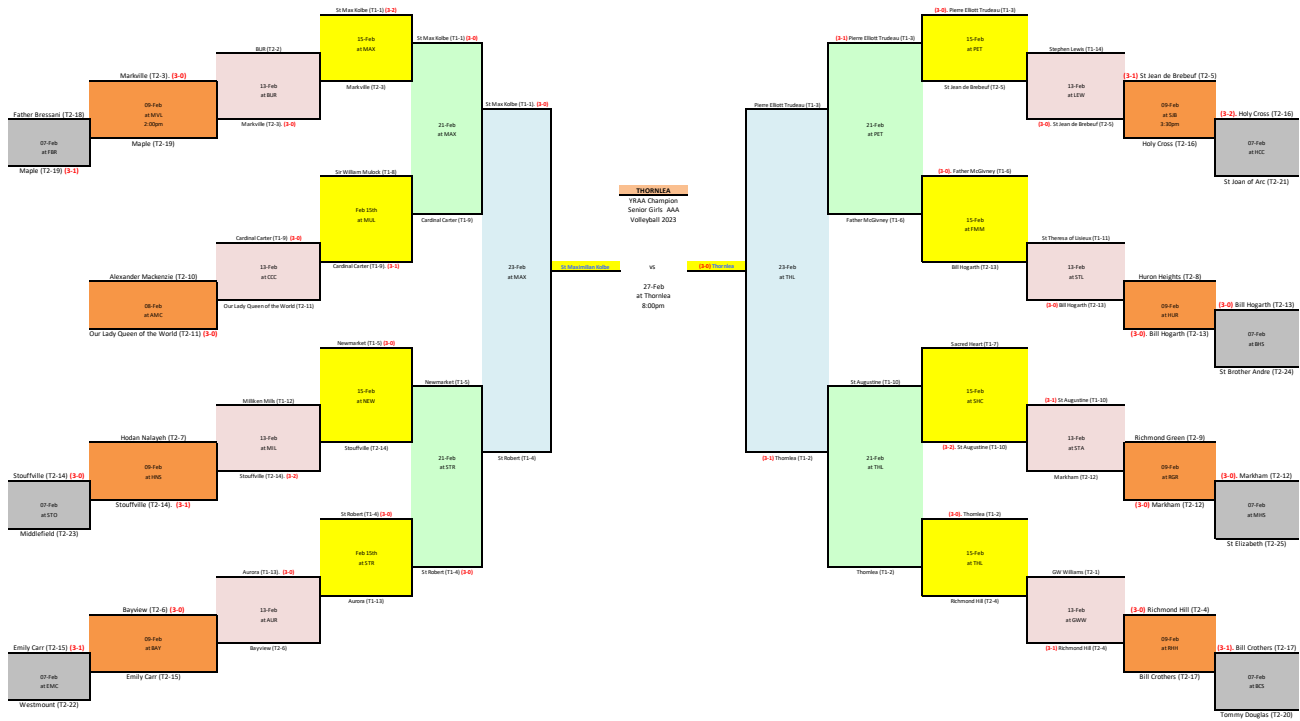 St Max Kolbe (T1-1) (3-2)
15-Feb
at MAX
Markville (T2-3)
BUR (T2-2)
13-Feb
at BUR
Markville (T2-3). (3-0)
Markville (T2-3). (3-0)
09-Feb
at MVL
2:00pm
Maple (T2-19)
Father Bressani (T2-18)
07-Feb
at FBR
Maple (T2-19) (3-1)
St Max Kolbe (T1-1) (3-0)
21-Feb
at MAX
Cardinal Carter (T1-9)
Sir William Mulock (T1-8)
Feb 15th
at MUL
Cardinal Carter (T1-9). (3-1)
Cardinal Carter (T1-9) (3-0)
13-Feb
at CCC
Our Lady Queen of the World (T2-11)
Alexander Mackenzie (T2-10)
08-Feb
at AMC
Our Lady Queen of the World (T2-11) (3-0)
St Max Kolbe (T1-1). (3-0)
23-Feb
at MAX
St Robert (T1-4)
Newmarket (T1-5) (3-0)
15-Feb
at NEW
Stouffville (T2-14)
Milliken Mills (T1-12)
13-Feb
at MIL
Stouffville (T2-14). (3-2)
Hodan Nalayeh (T2-7)
09-Feb
at HNS
Stouffville (T2-14). (3-1)
Stouffville (T2-14) (3-0)
07-Feb
at STO
Middlefield (T2-23)
Newmarket (T1-5)
21-Feb
at STR
St Robert (T1-4) (3-0)
St Robert (T1-4) (3-0)
Feb 15th
at STR
Aurora (T1-13)
Aurora (T1-13). (3-0)
13-Feb
at AUR
Bayview (T2-6)
Bayview (T2-6) (3-0)
09-Feb
at BAY
Emily Carr (T2-15)
Emily Carr (T2-15) (3-1)
07-Feb
at EMC
Westmount (T2-22)
THORNLEA
YRAA Champion
Senior Girls AAA
Volleyball 2023
St Maximilian Kolbe
vs
(3-0) Thornlea
27-Feb
at Thornlea
8:00pm
(3-0). Pierre Elliott Trudeau (T1-3)
15-Feb
at PET
St Jean de Brebeuf (T2-5)
(3-1) Pierre Elliott Trudeau (T1-3)
21-Feb
at PET
Father McGivney (T1-6)
Pierre Elliott Trudeau (T1-3)
23-Feb
at THL
(3-1) Thornlea (T1-2)
Stephen Lewis (T1-14)
13-Feb
at LEW
(3-0). St Jean de Brebeuf (T2-5)
(3-1) St Jean de Brebeuf (T2-5)
09-Feb
at SJB
3:30pm
Holy Cross (T2-16)
(3-2). Holy Cross (T2-16)
07-Feb
at HCC
St Joan of Arc (T2-21)
(3-0). Father McGivney (T1-6)
15-Feb
at FMM
Bill Hogarth (T2-13)
St Theresa of Lisieux (T1-11)
13-Feb
at STL
(3-0) Bill Hogarth (T2-13)
Huron Heights (T2-8)
09-Feb
at HUR
(3-0). Bill Hogarth (T2-13)
(3-0) Bill Hogarth (T2-13)
07-Feb
at BHS
St Brother Andre (T2-24)
Sacred Heart (T1-7)
15-Feb
at SHC
(3-2). St Augustine (T1-10)
St Augustine (T1-10)
21-Feb
at THL
Thornlea (T1-2)
(3-1) St Augustine (T1-10)
13-Feb
at STA
Markham (T2-12)
Richmond Green (T2-9)
09-Feb
at RGR
(3-0) Markham (T2-12)
(3-0). Markham (T2-12)
07-Feb
at MHS
St Elizabeth (T2-25)
(3-0). Thornlea (T1-2)
15-Feb
at THL
Richmond Hill (T2-4)
GW Williams (T2-1)
13-Feb
at GWW
(3-1) Richmond Hill (T2-4)
(3-0) Richmond Hill (T2-4)
09-Feb
at RHH
Bill Crothers (T2-17)
(3-1). Bill Crothers (T2-17)
07-Feb
at BCS
Tommy Douglas (T2-20)